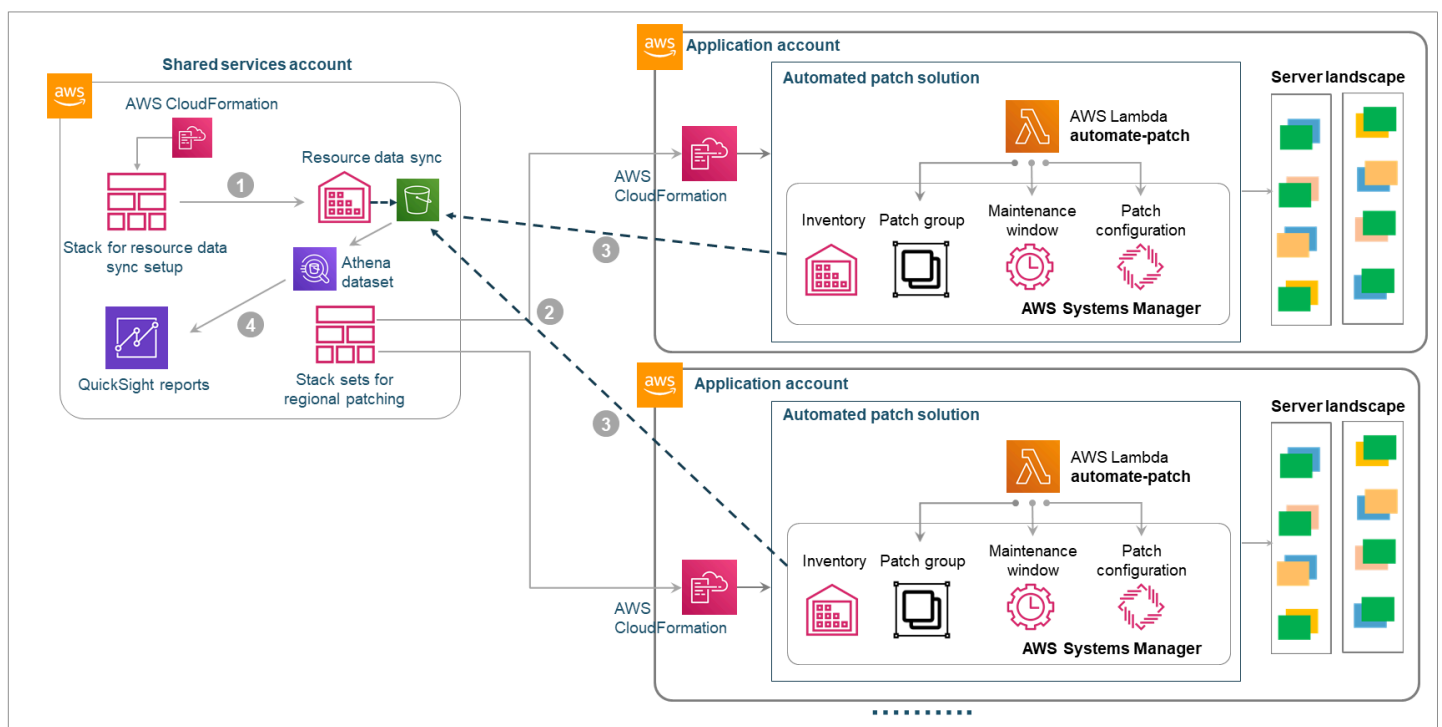 Shared services account
aws
AWS CloudFormation
Resource data sync
1
Stack for resource data
sync setup
Athena
dataset
4
QuickSight reports
Stack sets for
regional patching
2
3
3
aws
Application account
Automated patch solution
Server landscape
AWS Lambda
automate-patch
AWS
CloudFormation
Inventory
Patch group
Maintenance
window
Patch
configuration
AWS Systems Manager
aws
Application account
Automated patch solution
Server landscape
AWS Lambda
automate-patch
AWS
CloudFormation
Inventory
Patch group
Maintenance
window
Patch
configuration
AWS Systems Manager